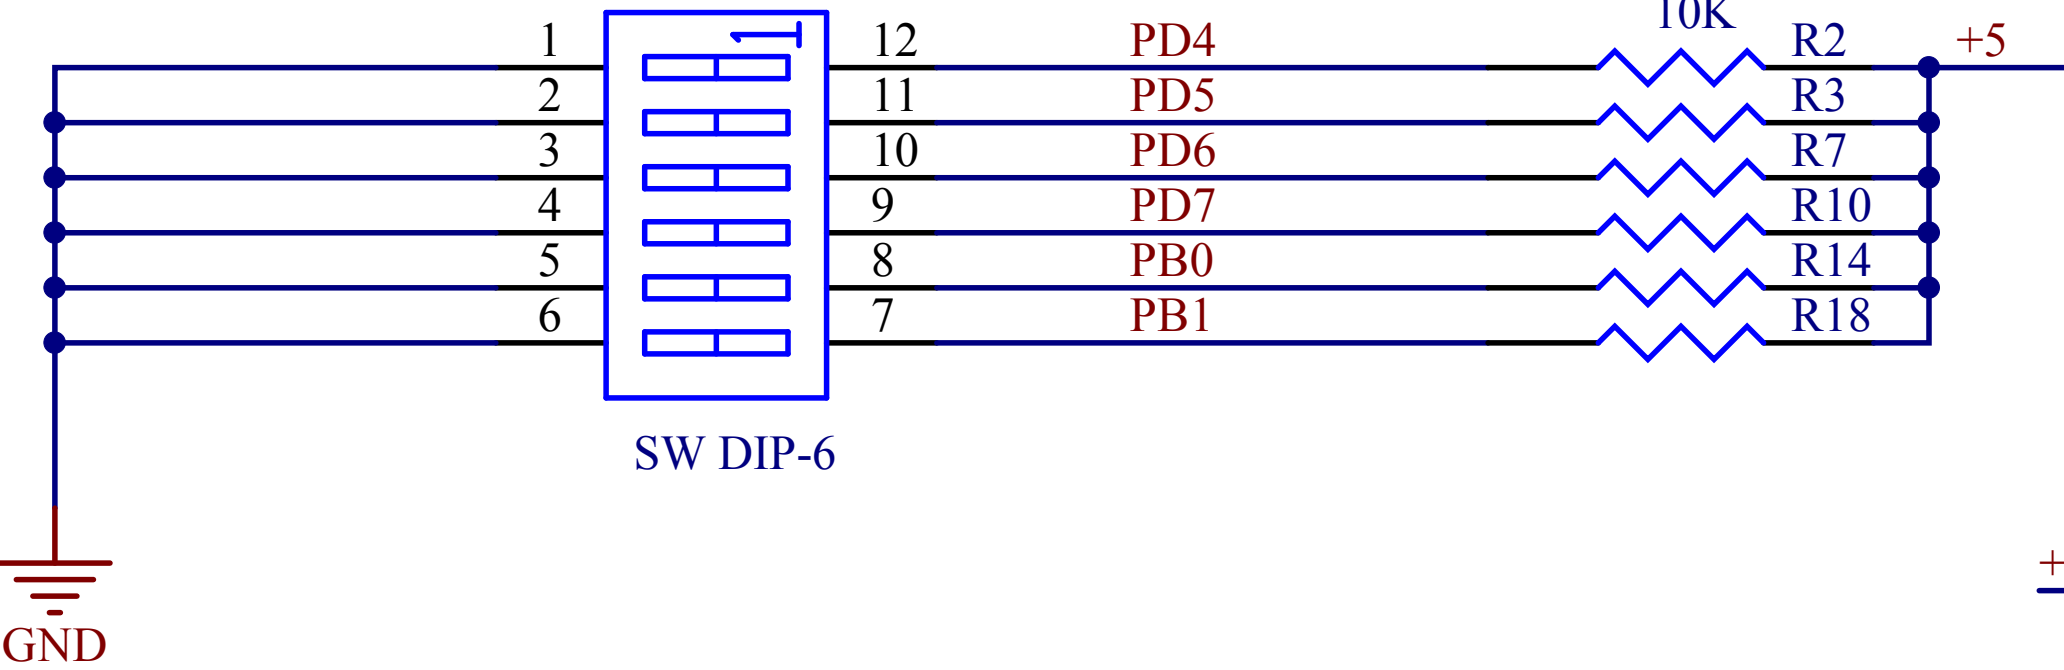 10K
1 12 PD4 R2 +5
2 11 PD5 R3
3 10 PD6 R7
4 9 PD7 R10
5 8 PB0 R14
6 7 PB1 R18
1
SW DIP-6
+
GND